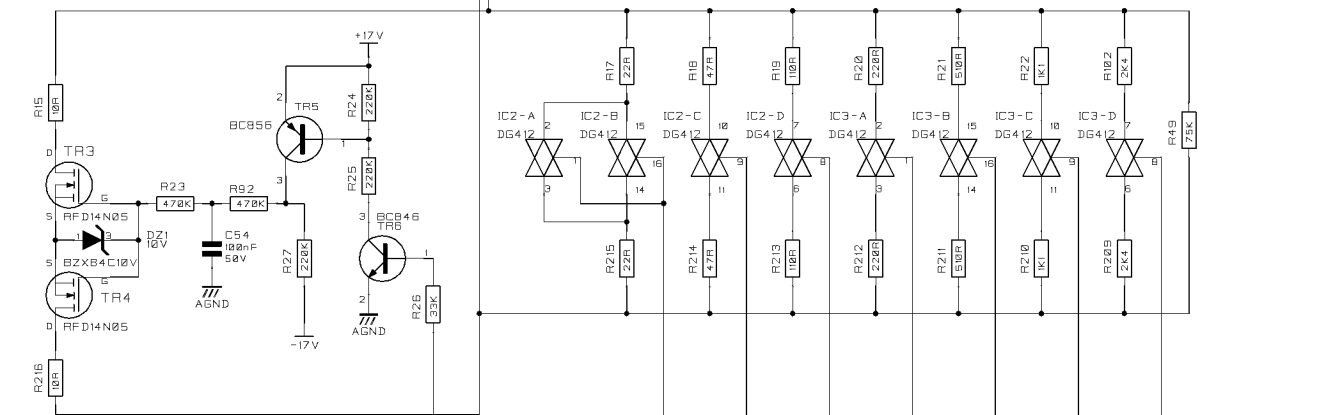 +17V
R15
10R
TR3
D
G
S
RFD14N05
R23
470K
R92
470K
DZ1
10V
1
3
BZX84C10V
C54
100nF
50V
AGND
S
G
TR4
D
RFD14N05
R216
10R
2
TR5
BC856
1
3
R24
220K
R25
220K
R27
220K
-17V
3
BC846
TR6
1
2
AGND
R26
33K
R17
22R
R18
47R
R19
110R
R20
220R
R21
510R
R22
1K1
R102
2K4
R49
75K
IC2-A
DG412
2
1
3
IC2-B
DG412
15
16
14
IC2-C
DG412
10
9
11
IC2-D
DG412
7
8
6
IC3-A
DG412
2
1
3
IC3-B
DG412
15
16
14
IC3-C
DG412
10
9
11
IC3-D
DG412
7
8
6
R215
22R
R214
47R
R213
110R
R212
220R
R211
510R
R210
1K1
R209
2K4